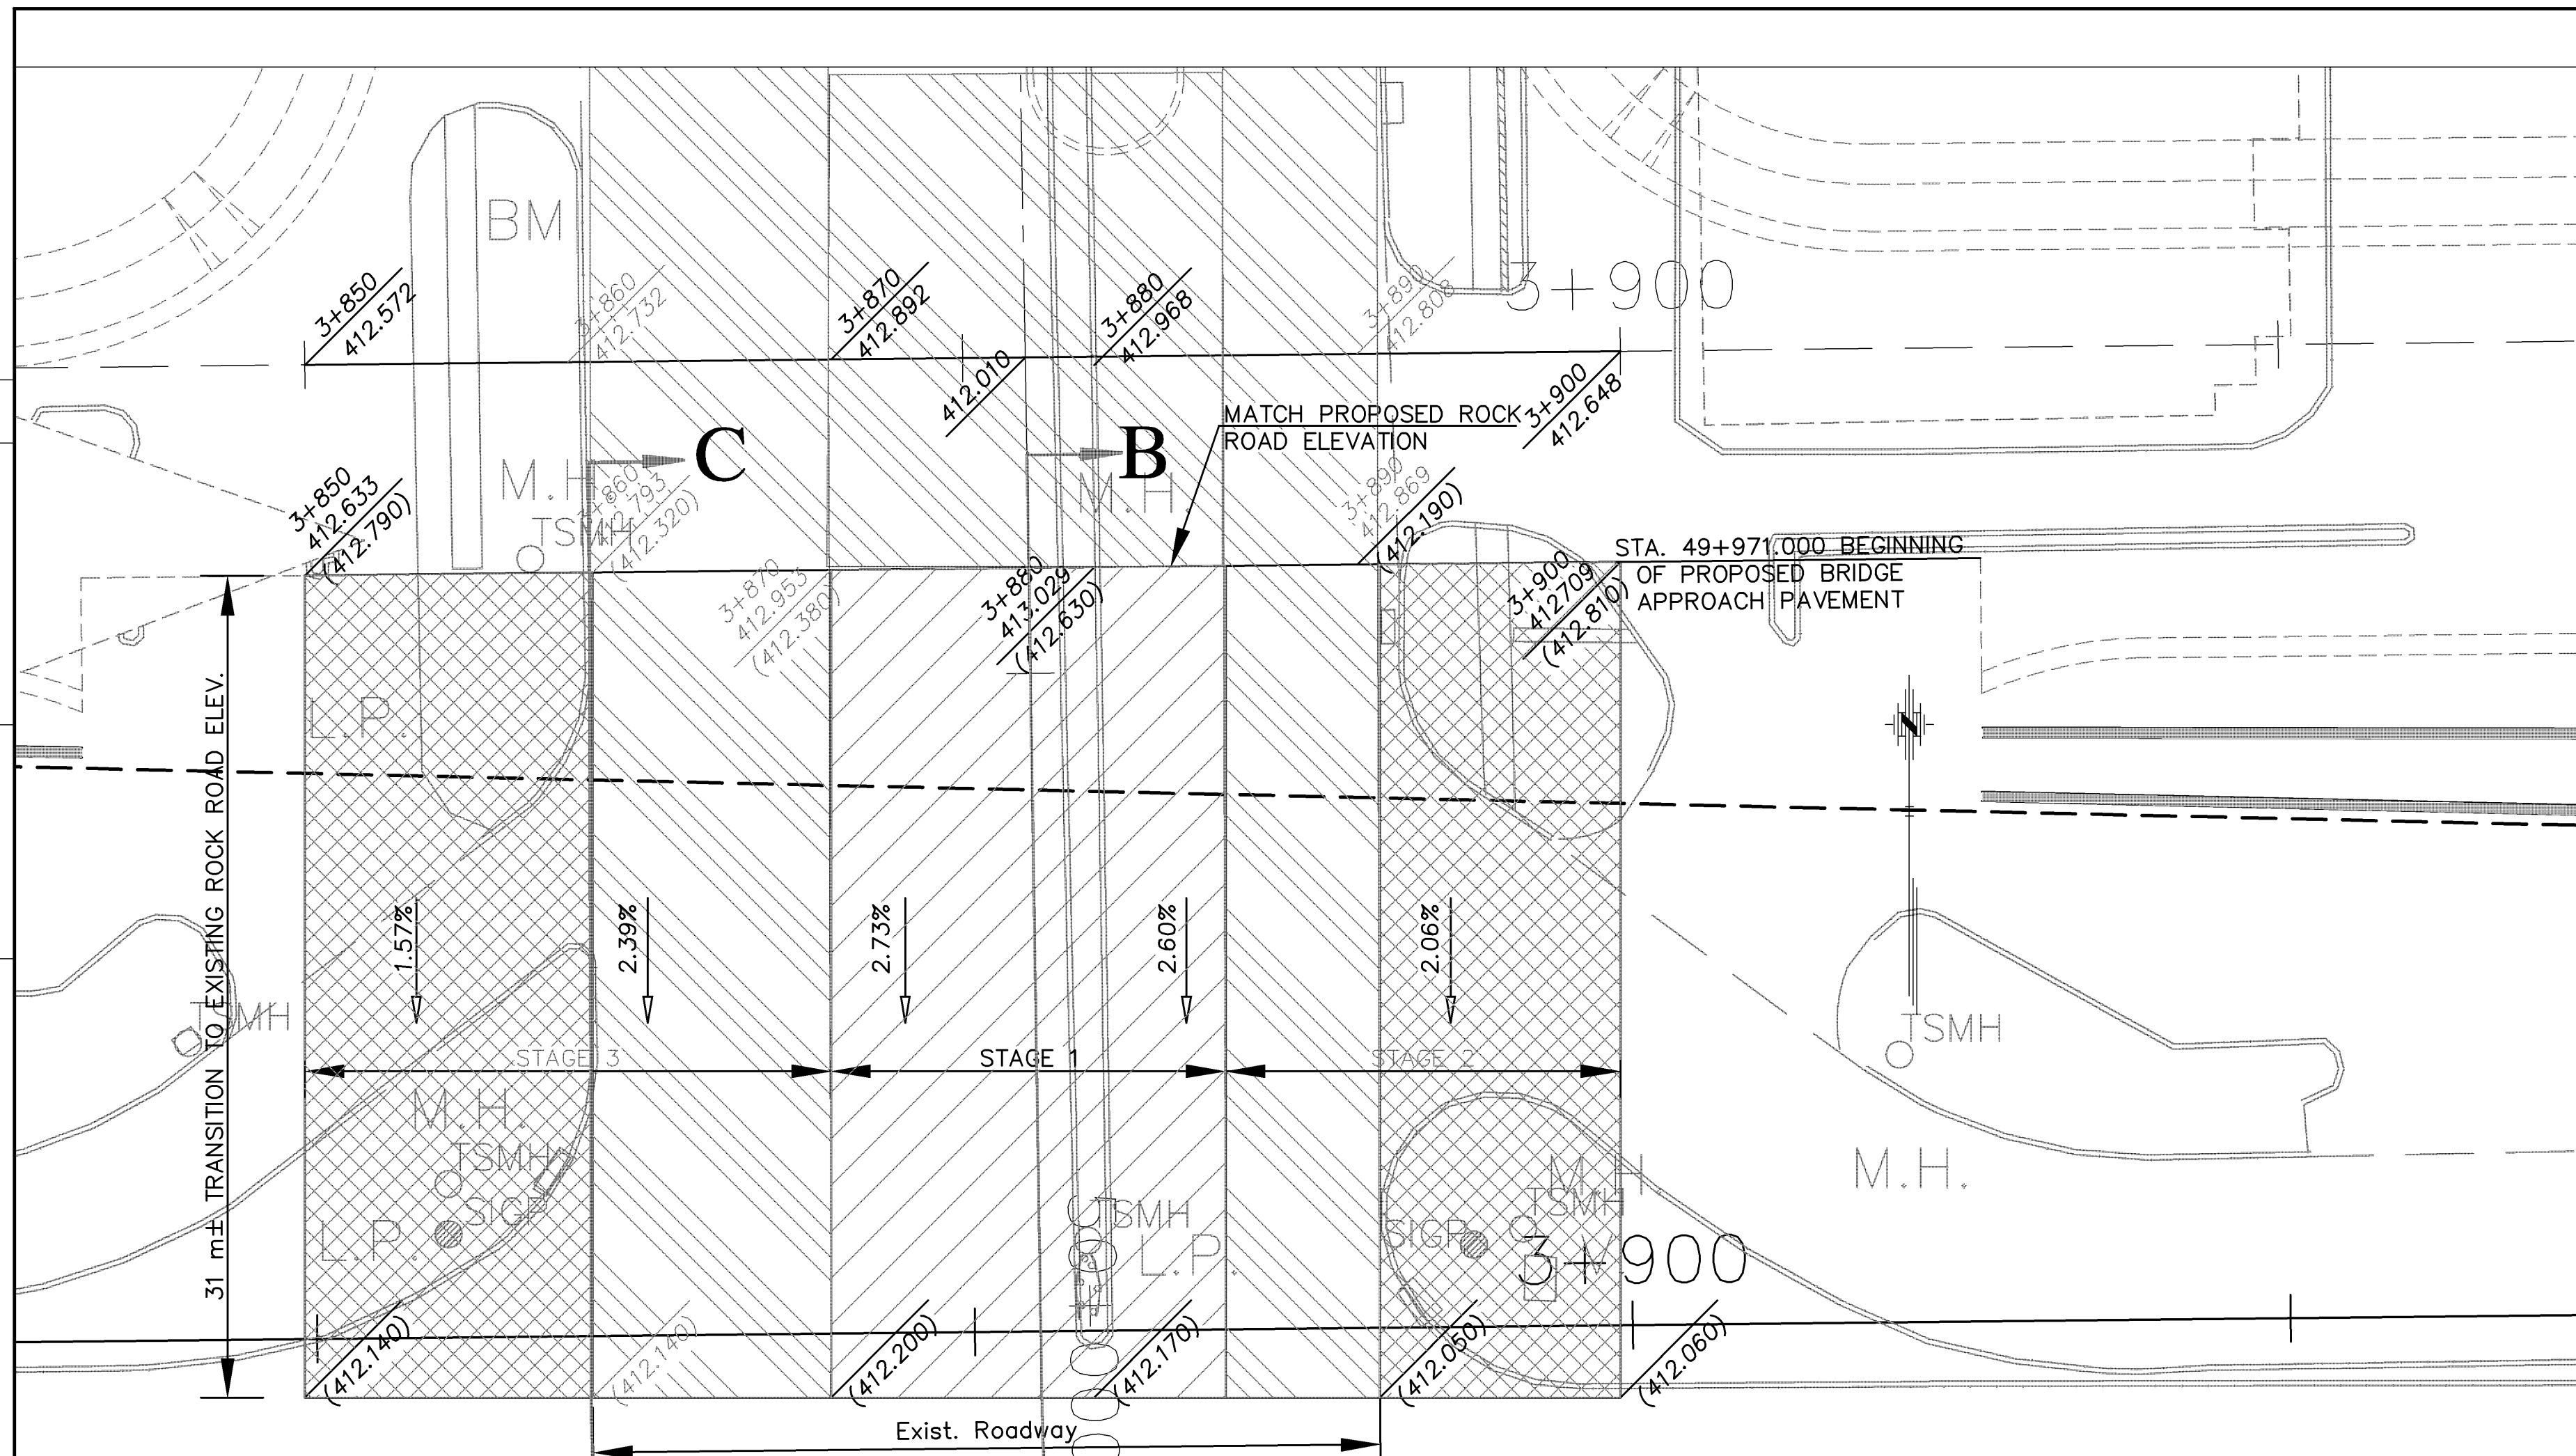 BM
3+850
412.572
3+860
412.732
3+870
412.892
3+880
412.968
3+890
412.808
3+900
412.010
3+900
412.648
MATCH PROPOSED ROCK
ROAD ELEVATION
C
B
M.H.
M.H.
TSMH
3+850
412.633
(412.790)
3+860
412.793
(412.320)
3+870
412.953
(412.380)
3+880
413.029
(412.630)
3+890
412.869
(412.190)
3+900
412709
(412.810)
STA. 49+971.000 BEGINNING
OF PROPOSED BRIDGE
APPROACH PAVEMENT
N
L.P.
31 m± TRANSITION TO EXISTING ROCK ROAD ELEV.
1.57%
2.39%
2.73%
2.60%
2.06%
TSMH
TSMH
STAGE 3
STAGE 1
STAGE 2
M.H.
TSMH
SIGP
L.P.
TSMH
L.P.
M.H.
TSMH
SIGP
3+900
M.H.
(412.140)
(412.140)
(412.200)
(412.170)
(412.050)
(412.060)
Exist. Roadway